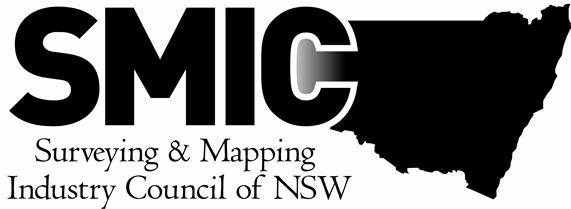 SMIC
Surveying & Mapping
Industry Council of NSW